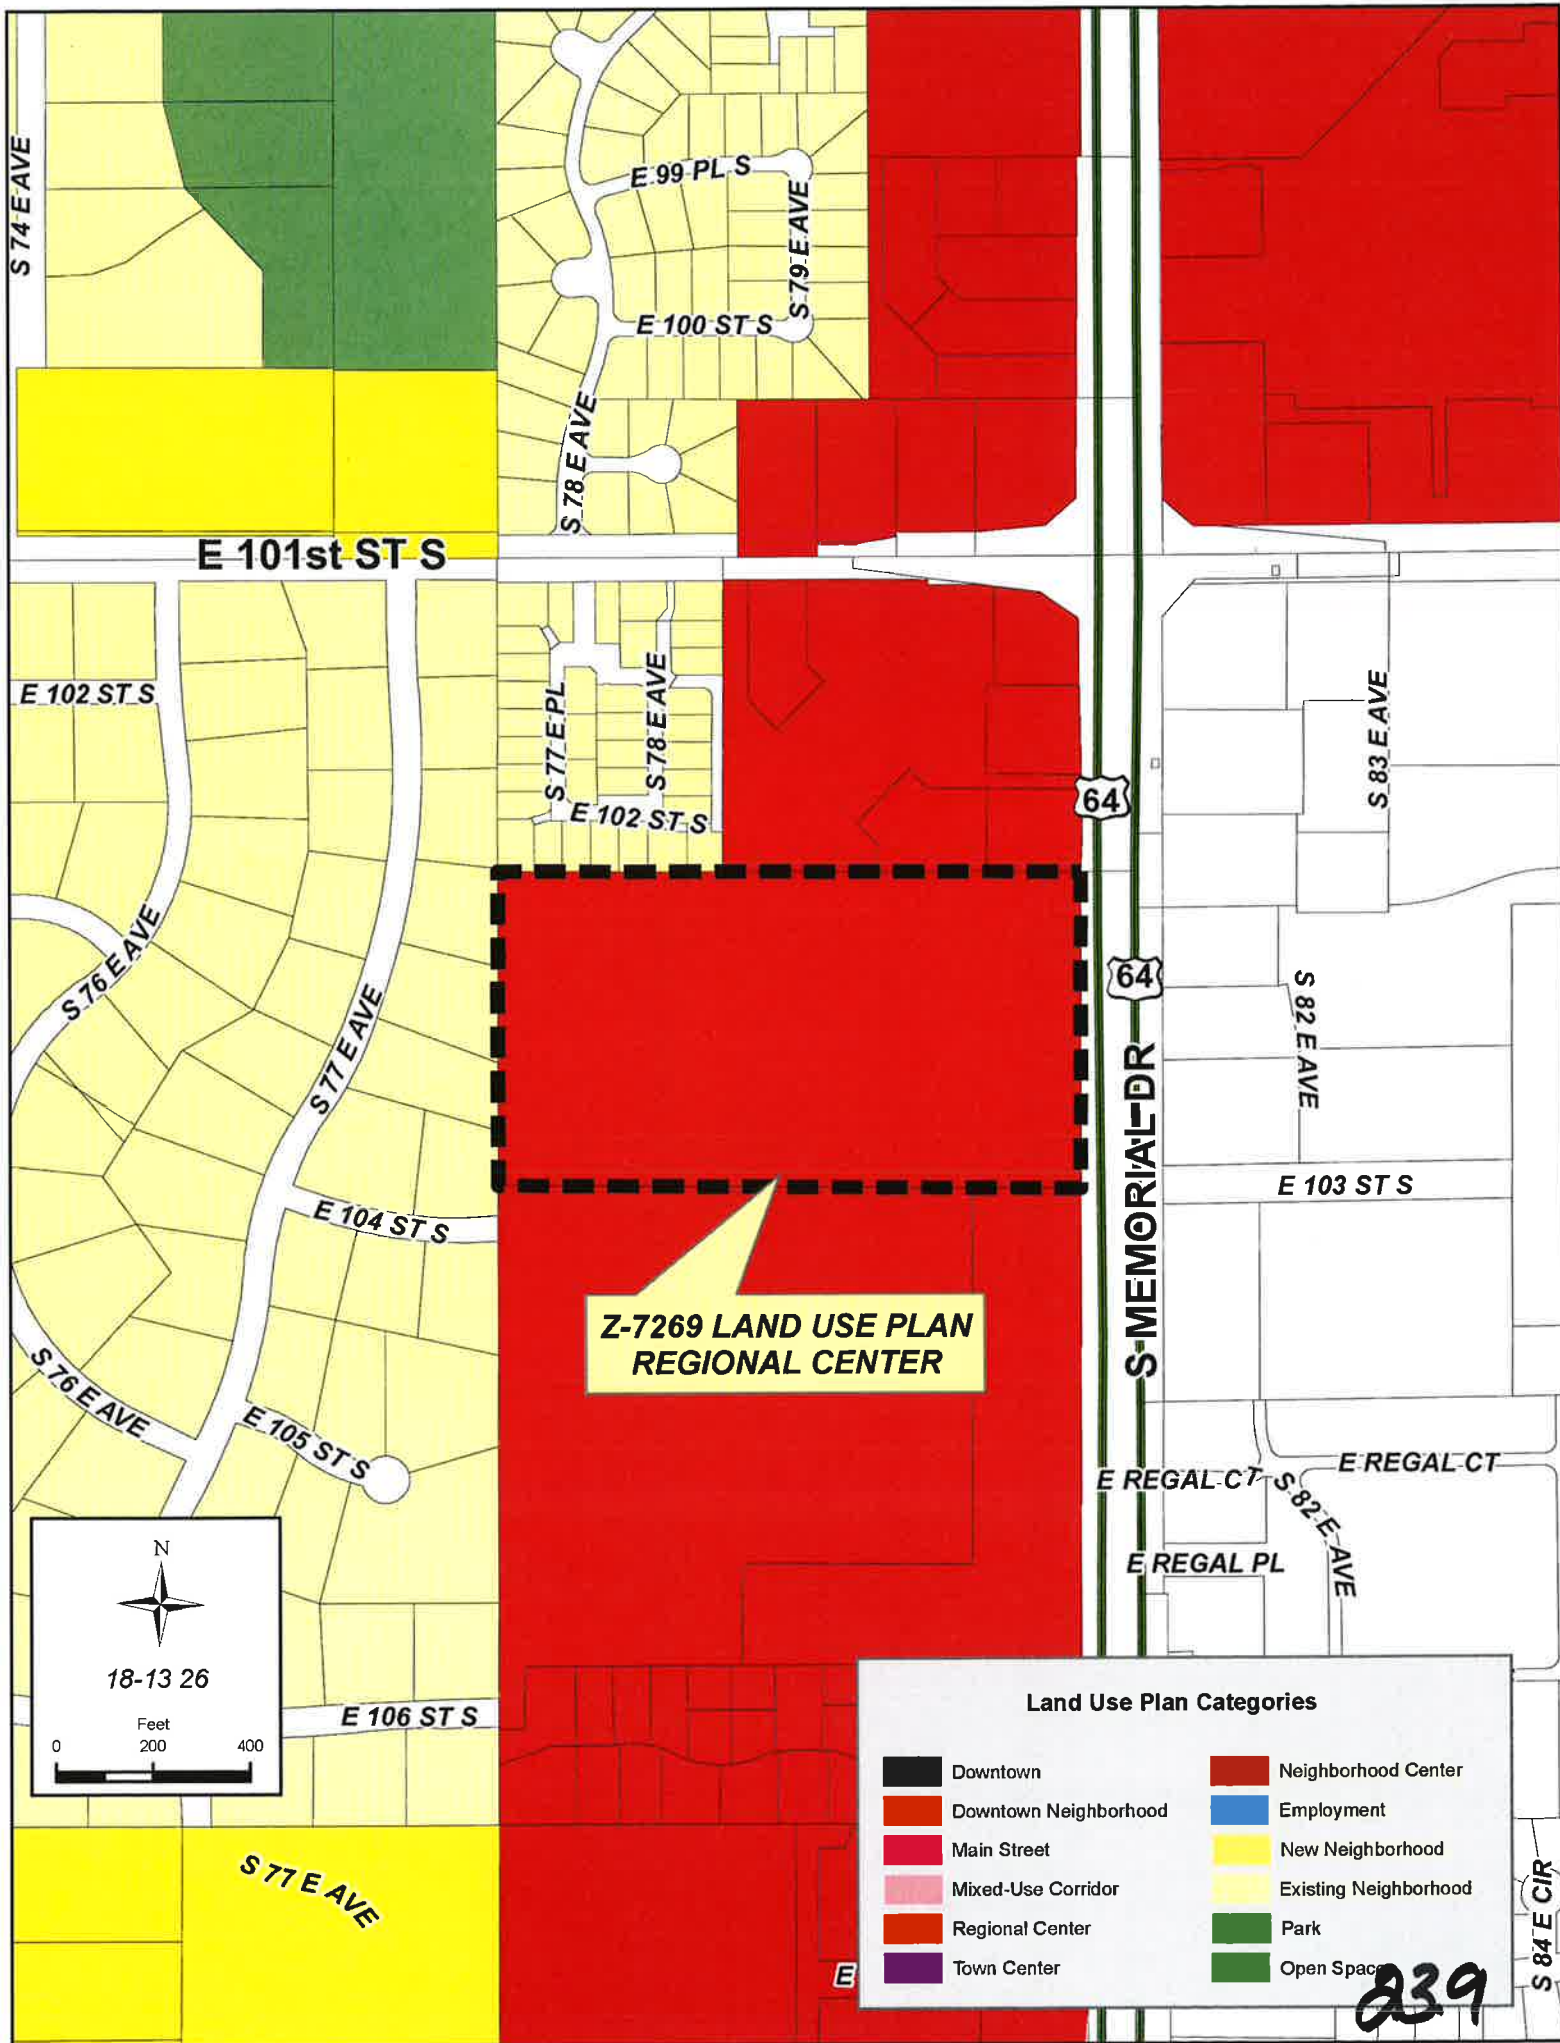 S 74 E AVE
E 99 PL S
S 79 E AVE
E 100 ST S
S 78 E AVE
E 101st ST S
E 102 ST S
S 77 E PL
S 78 E AVE
E 102 ST S
S 83 E AVE
64
64
S 76 E AVE
S 77 E AVE
S 82 E AVE
S MEMORIAL DR
E 103 ST S
E 104 ST S
Z-7269 LAND USE PLAN
REGIONAL CENTER
S 76 E AVE
E 105 ST S
E REGAL CT
E REGAL CT
S 82 E AVE
E REGAL PL
N
18-13 26
Feet
0 200 400
E 106 ST S
S 77 E AVE
E
Land Use Plan Categories
Downtown
Downtown Neighborhood
Main Street
Mixed-Use Corridor
Regional Center
Town Center
Neighborhood Center
Employment
New Neighborhood
Existing Neighborhood
Park
Open Space
S 84 E CIR
239